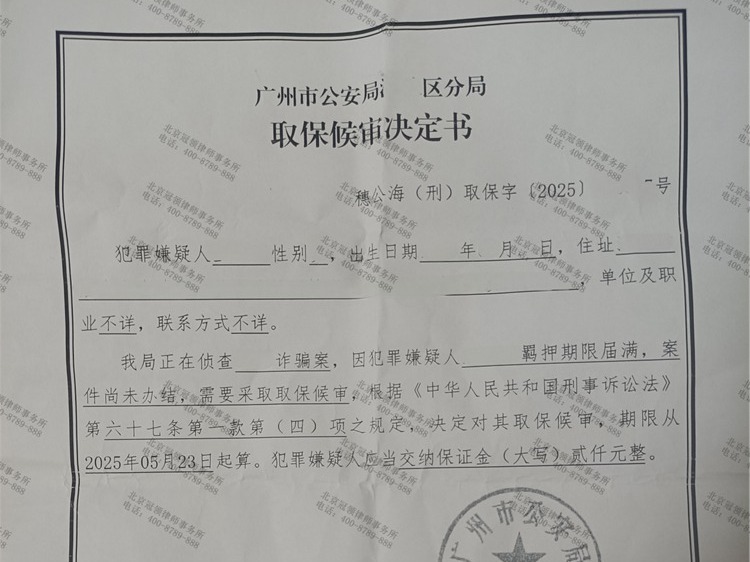 广州市公安局 区分局
取保候审决定书
穗公海（刑）取保字〔2025〕 号
犯罪嫌疑人 性别 ，出生日期 年 月 日，住址
，单位及职
业不详，联系方式不详。
我局正在侦查 诈骗案，因犯罪嫌疑人 羁押期限届满，案
件尚未办结，需要采取取保候审，根据《中华人民共和国刑事诉讼法》
第六十七条第一款第（四）项之规定，决定对其取保候审，期限从
2025年05月23日起算。犯罪嫌疑人应当交纳保证金（大写）贰仟元整。
广州市公安局
北京冠领律师事务所
电话：400-8789-888